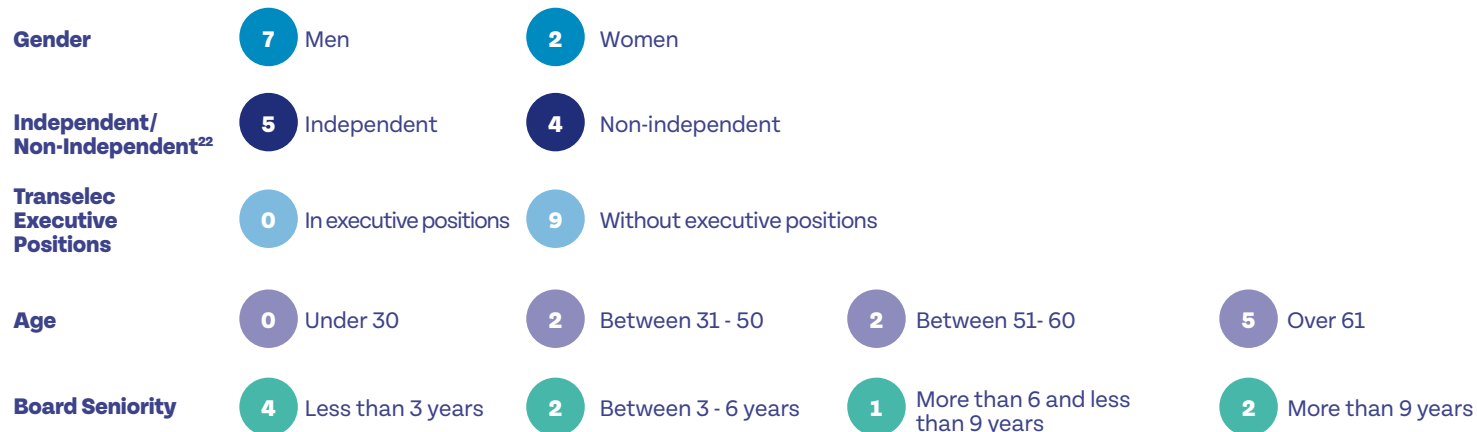 Gender 7 Men 2 Women
Independent/
Non-Independent²² 5 Independent 4 Non-independent
Transelec
Executive
Positions 0 In executive positions 9 Without executive positions
Age 0 Under 30 2 Between 31 - 50 2 Between 51- 60 5 Over 61
Board Seniority 4 Less than 3 years 2 Between 3 - 6 years 1 More than 6 and less
than 9 years 2 More than 9 years